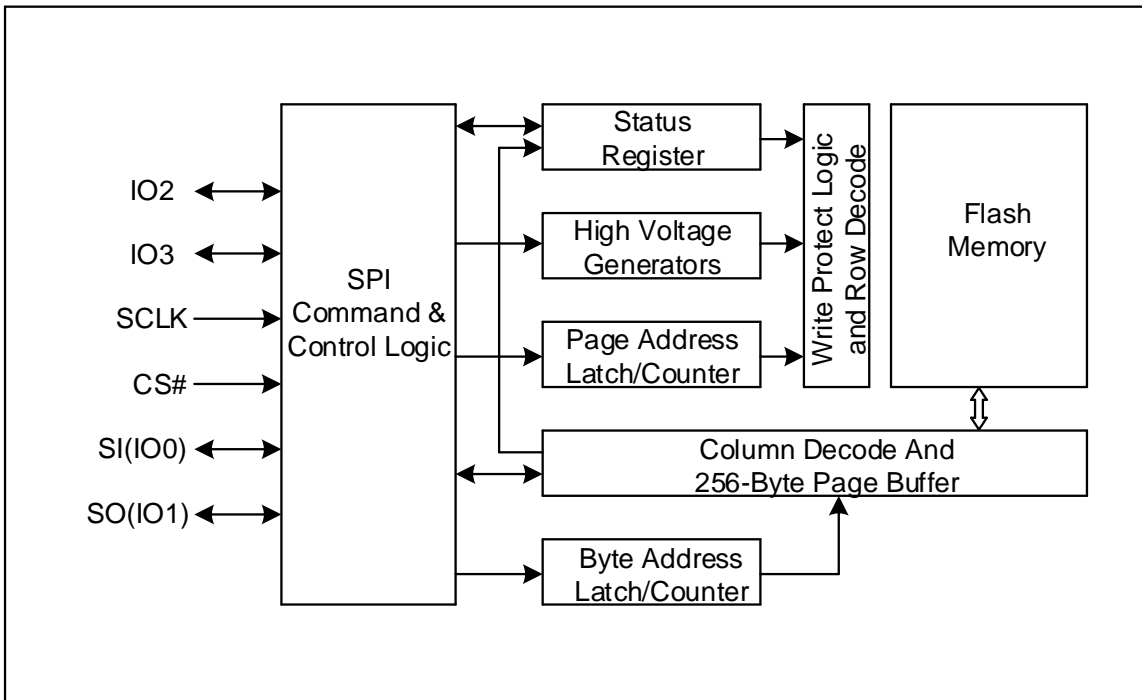 IO2
IO3
SCLK
CS#
SI(IO0)
SO(IO1)
SPI
Command &
Control Logic
Status
Register
High Voltage
Generators
Page Address
Latch/Counter
Write Protect Logic
and Row Decode
Flash
Memory
Column Decode And
256-Byte Page Buffer
Byte Address
Latch/Counter